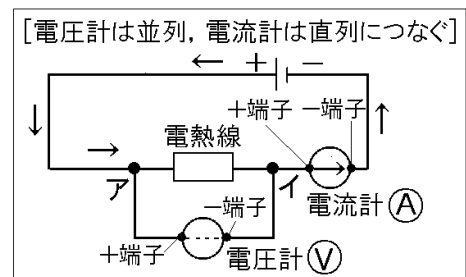 [電圧計は並列, 電流計は直列につなぐ]
← + −
＋端子 －端子
↓ → 電熱線 ↑
ア イ
電流計Ⓐ
＋端子 －端子
電圧計Ⓥ